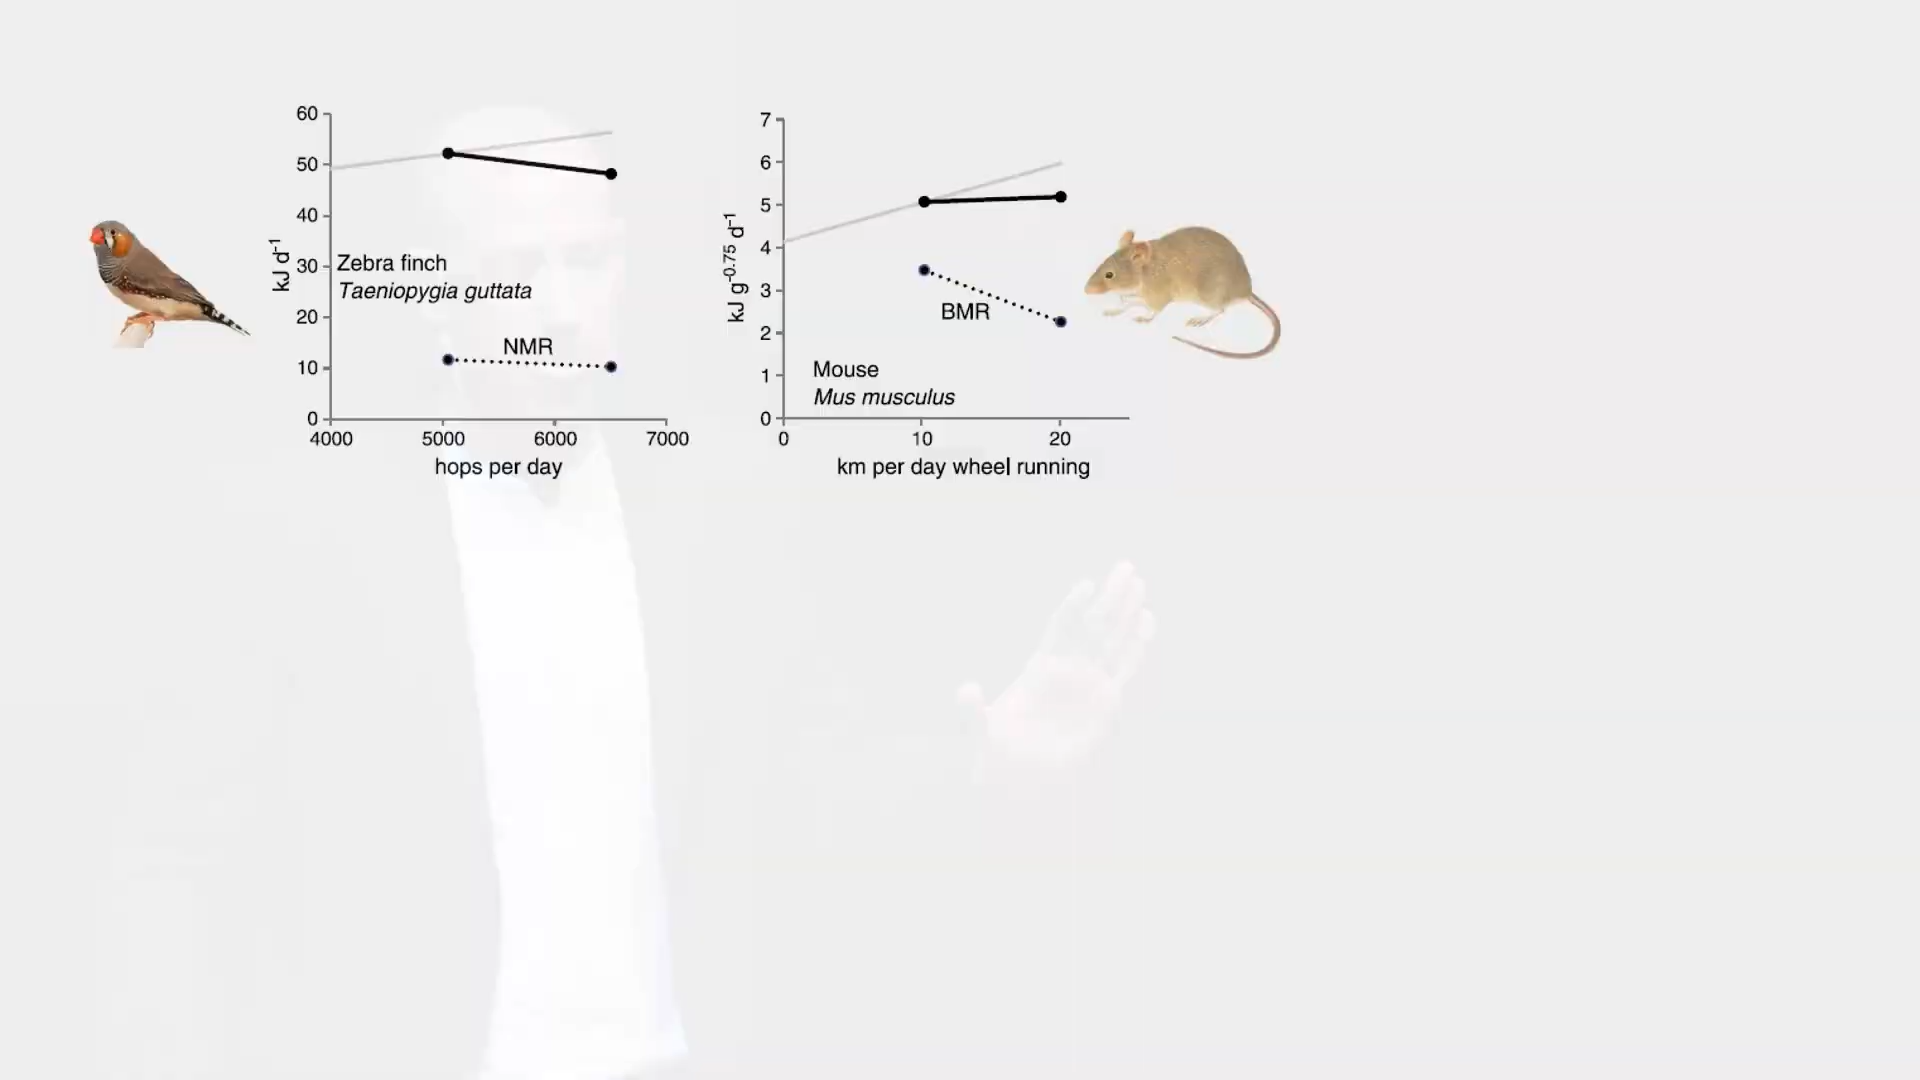 60
50
40
30
20
10
0
kJ d-1
Zebra finch
Taeniopygia guttata
NMR
4000 5000 6000 7000
hops per day
7
6
5
4
3
2
1
0
kJ g-0.75 d-1
BMR
Mouse
Mus musculus
0 10 20
km per day wheel running